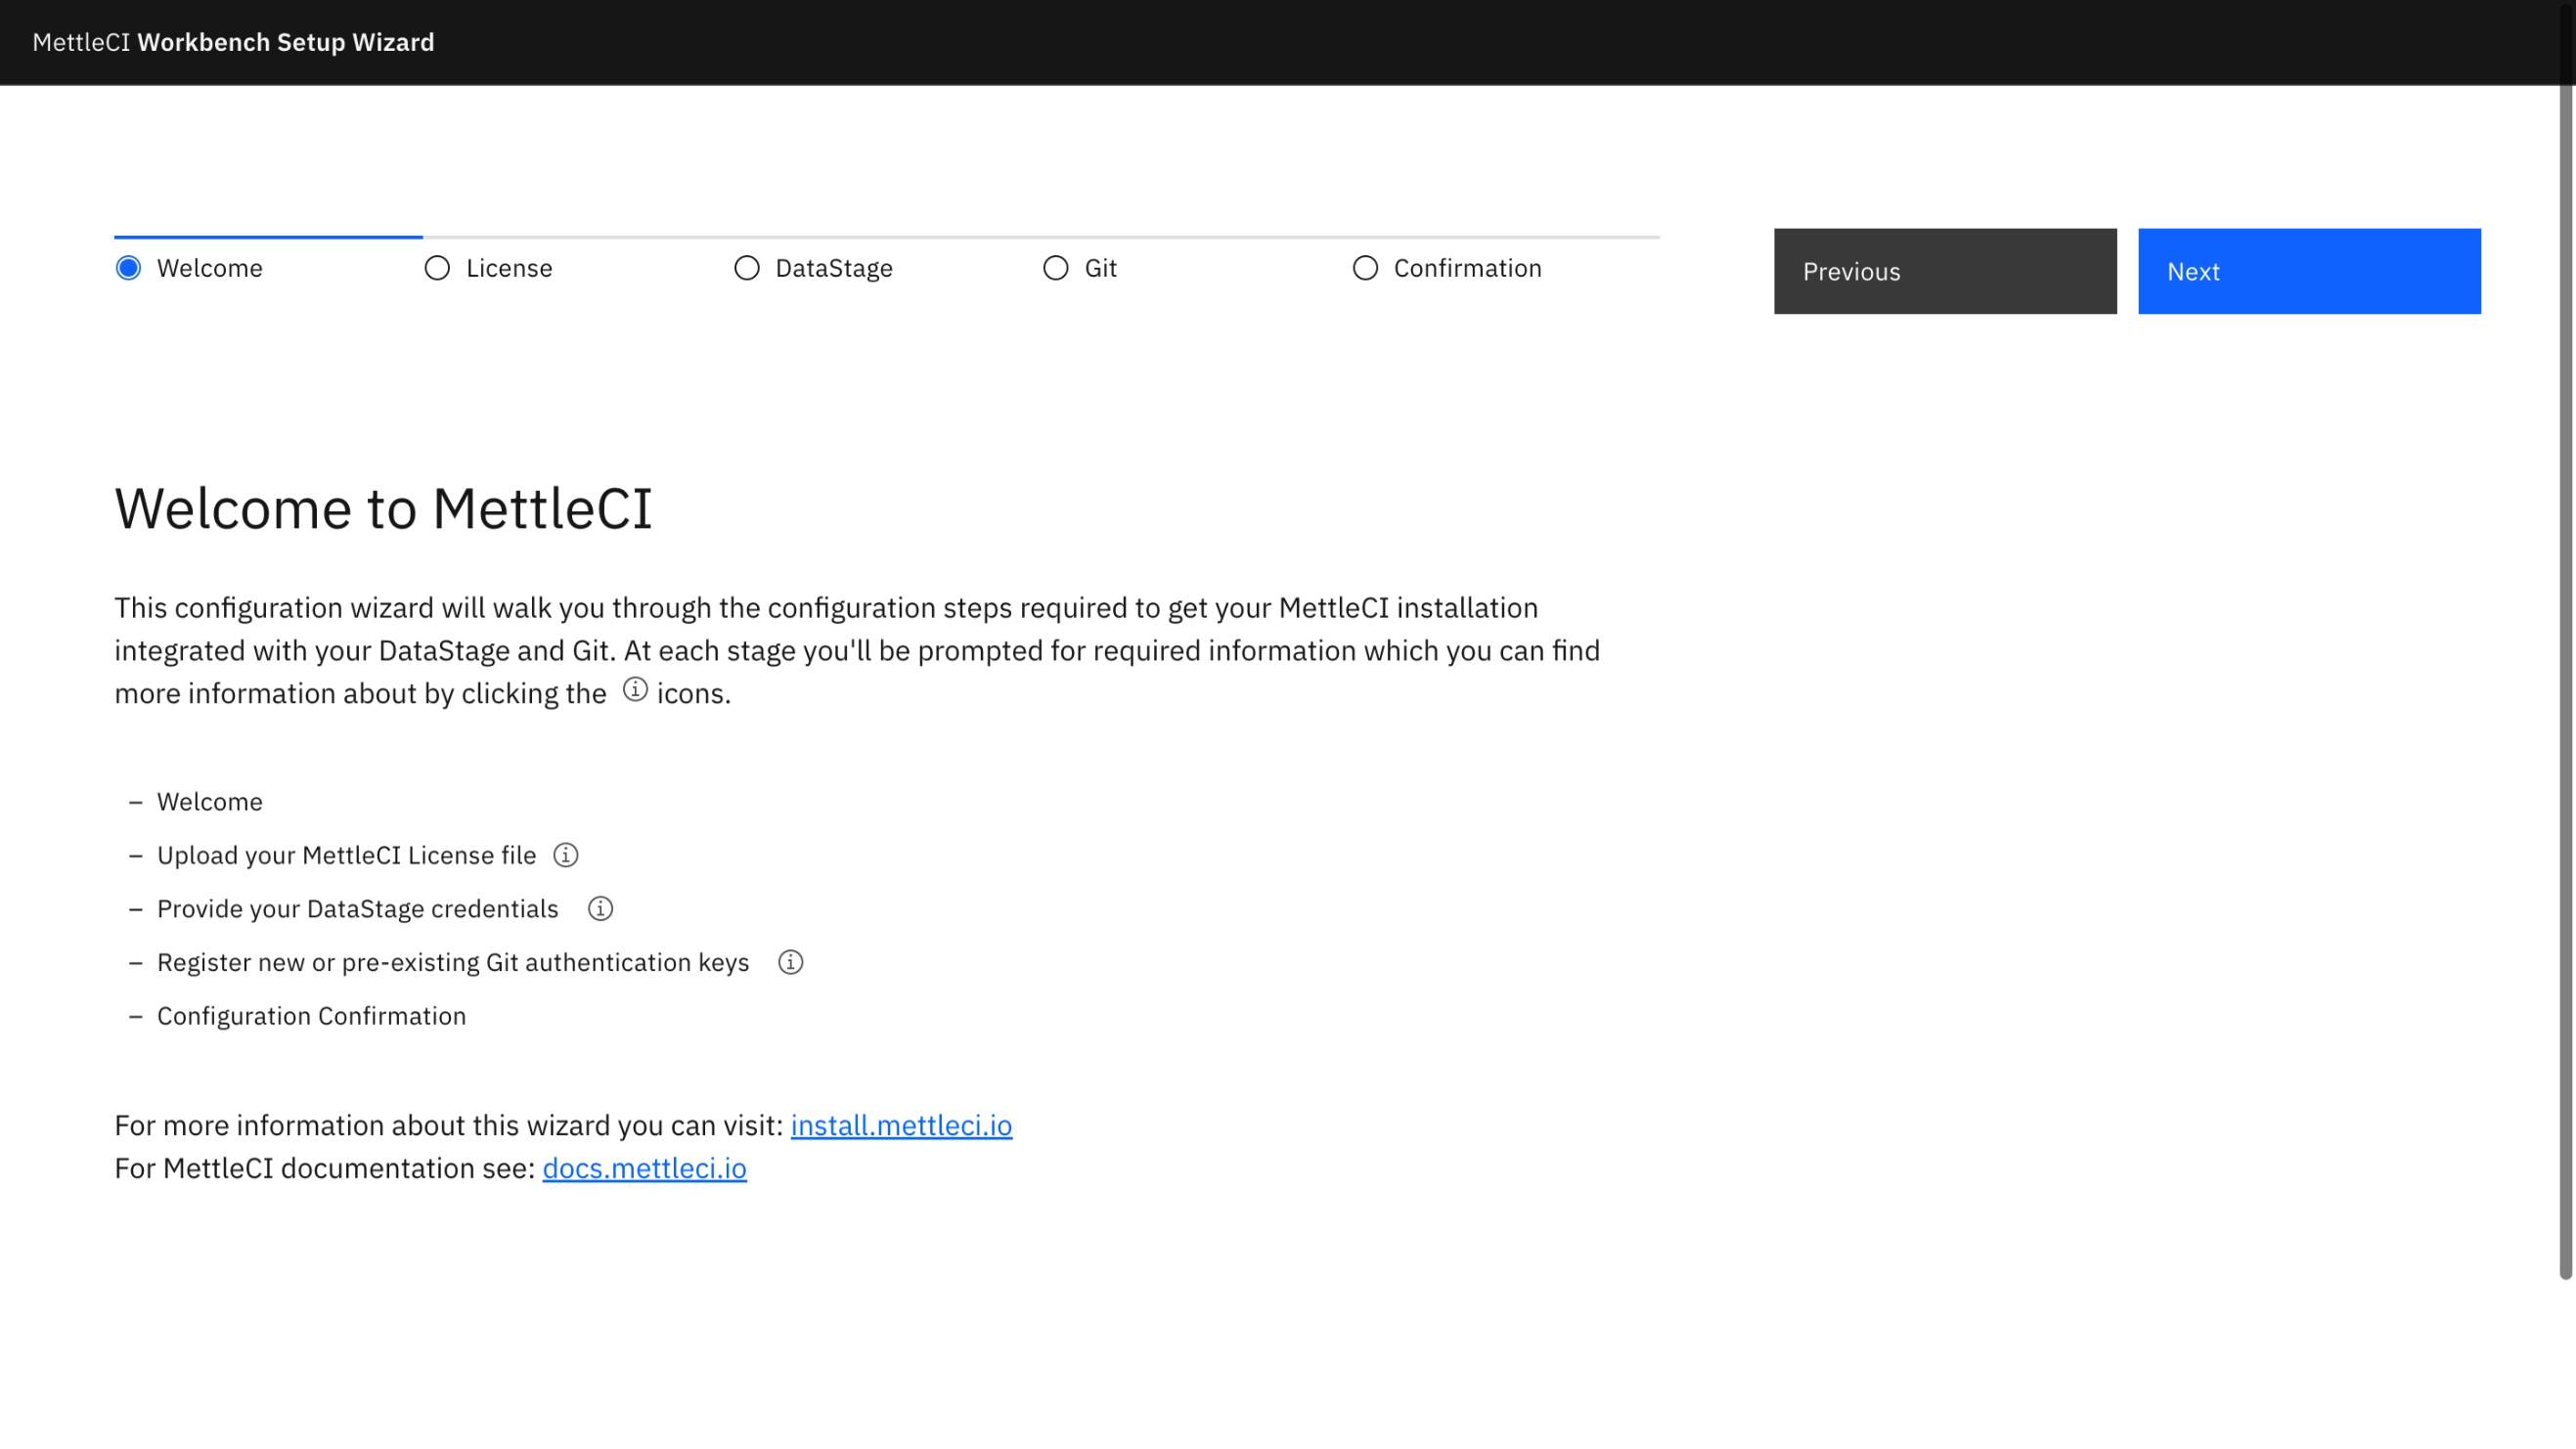 MettleCI Workbench Setup Wizard
Welcome
License
DataStage
Git
Confirmation
Previous
Next
Welcome to MettleCI
This configuration wizard will walk you through the configuration steps required to get your MettleCI installation
integrated with your DataStage and Git. At each stage you'll be prompted for required information which you can find
more information about by clicking the icons.
– Welcome
– Upload your MettleCI License file
– Provide your DataStage credentials
– Register new or pre-existing Git authentication keys
– Configuration Confirmation
For more information about this wizard you can visit: install.mettleci.io
For MettleCI documentation see: docs.mettleci.io